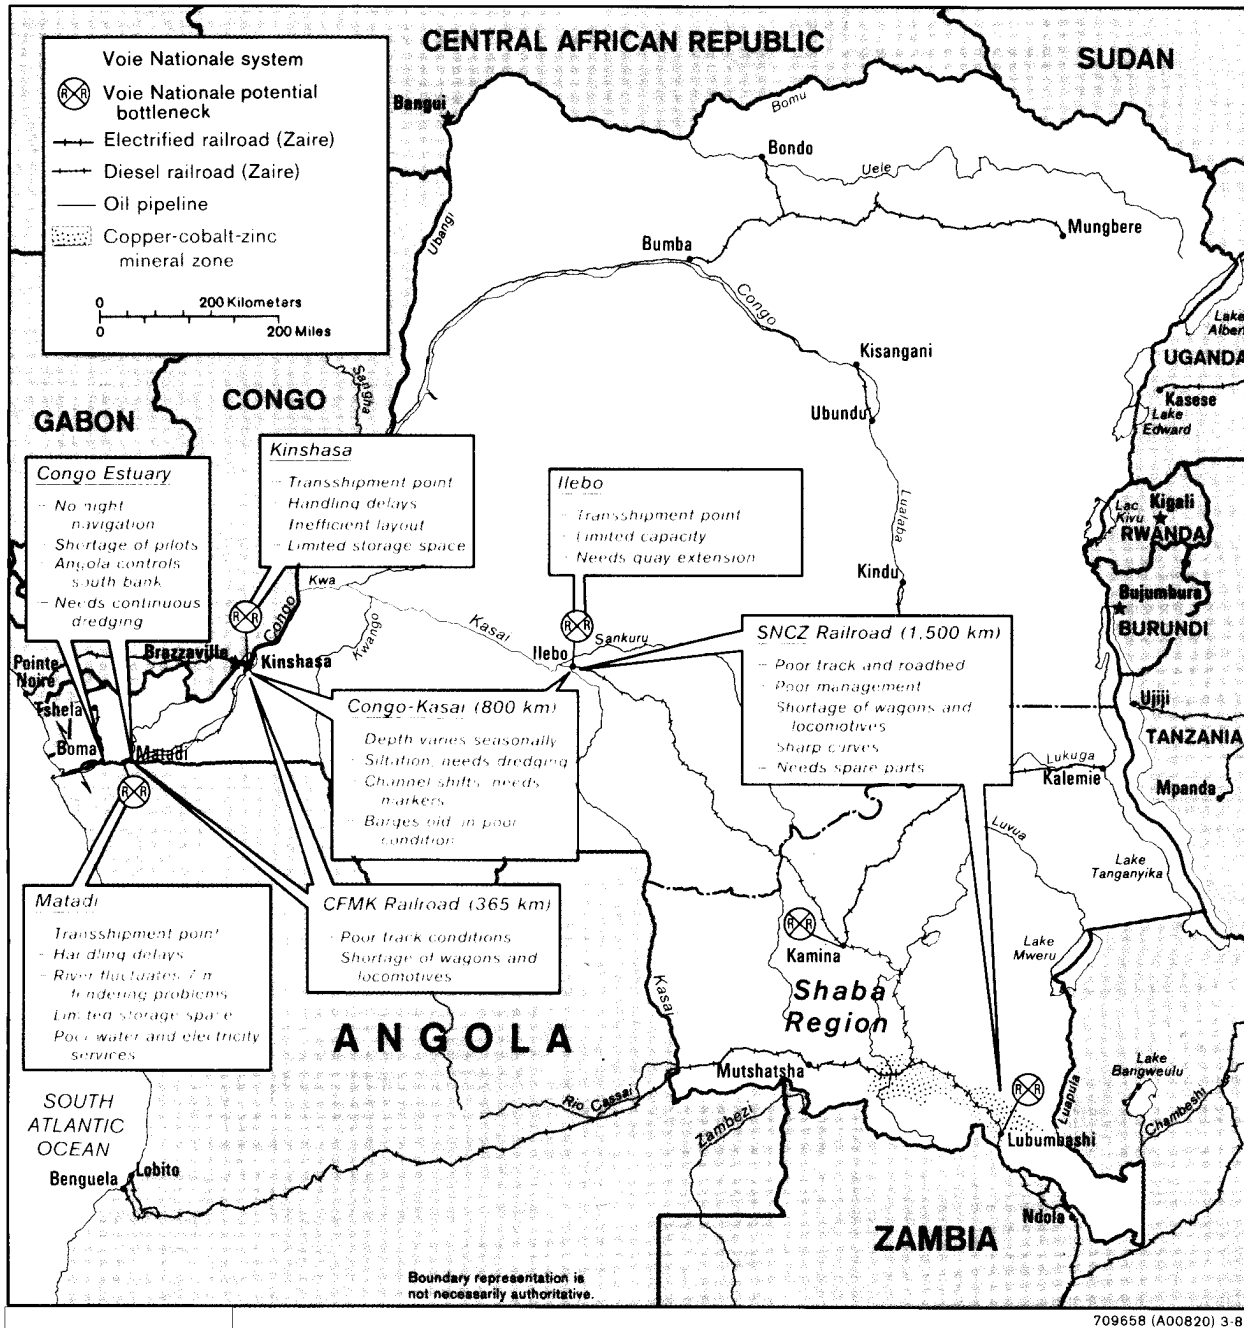 CENTRAL AFRICAN REPUBLIC
SUDAN
Voie Nationale system
Voie Nationale potential
bottleneck
Electrified railroad (Zaire)
Diesel railroad (Zaire)
Oil pipeline
Copper-cobalt-zinc
mineral zone
0 200 Kilometers
0 200 Miles
Bangui
Bomu
Bondo
Uele
Ubangi
Bumba
Mungbere
Congo
Lake
Albert
Kisangani
UGANDA
Sangha
CONGO
GABON
Ubundu
Kasese
Lake
Edward
Congo Estuary
- No night
navigation
- Shortage of pilots
- Angola controls
south bank
- Needs continuous
dredging
Kinshasa
- Transshipment point
- Handling delays
- Inefficient layout
- Limited storage space
Ilebo
- Transshipment point
- Limited capacity
- Needs quay extension
Lualaba
Lac
Kivu
Kigali
RWANDA
Kindu
Kwa
Bujumbura
BURUNDI
R R
Congo
Kwango
Kasai
R R
Sankuru
SNCZ Railroad (1,500 km)
- Poor track and roadbed
- Poor management
- Shortage of wagons and
locomotives
- Sharp curves
- Needs spare parts
Brazzaville
Kinshasa
Ilebo
Pointe
Noire
Tshela
Boma
Matadi
Congo-Kasai (800 km)
- Depth varies seasonally
- Siltation, needs dredging
- Channel shifts, needs
markers
- Barges old, in poor
condition
Ujiji
TANZANIA
Lukuga
Kalemie
Mpanda
R R
Luvua
Lake
Tanganyika
Matadi
- Transshipment point
- Handling delays
- River fluctuates 7 m
fendering problems
- Limited storage space
- Poor water and electricity
services
CFMK Railroad (365 km)
- Poor track conditions
- Shortage of wagons and
locomotives
R R
Kamina
Lake
Mweru
Shaba
Region
Kasai
ANGOLA
Mutshatsha
Lake
Bangweulu
R R
Luapula
Chambeshi
Rio Cassai
Zambezi
Lubumbashi
SOUTH
ATLANTIC
OCEAN
Lobito
Benguela
Ndola
ZAMBIA
Boundary representation is
not necessarily authoritative.
709658 (A00820) 3-8